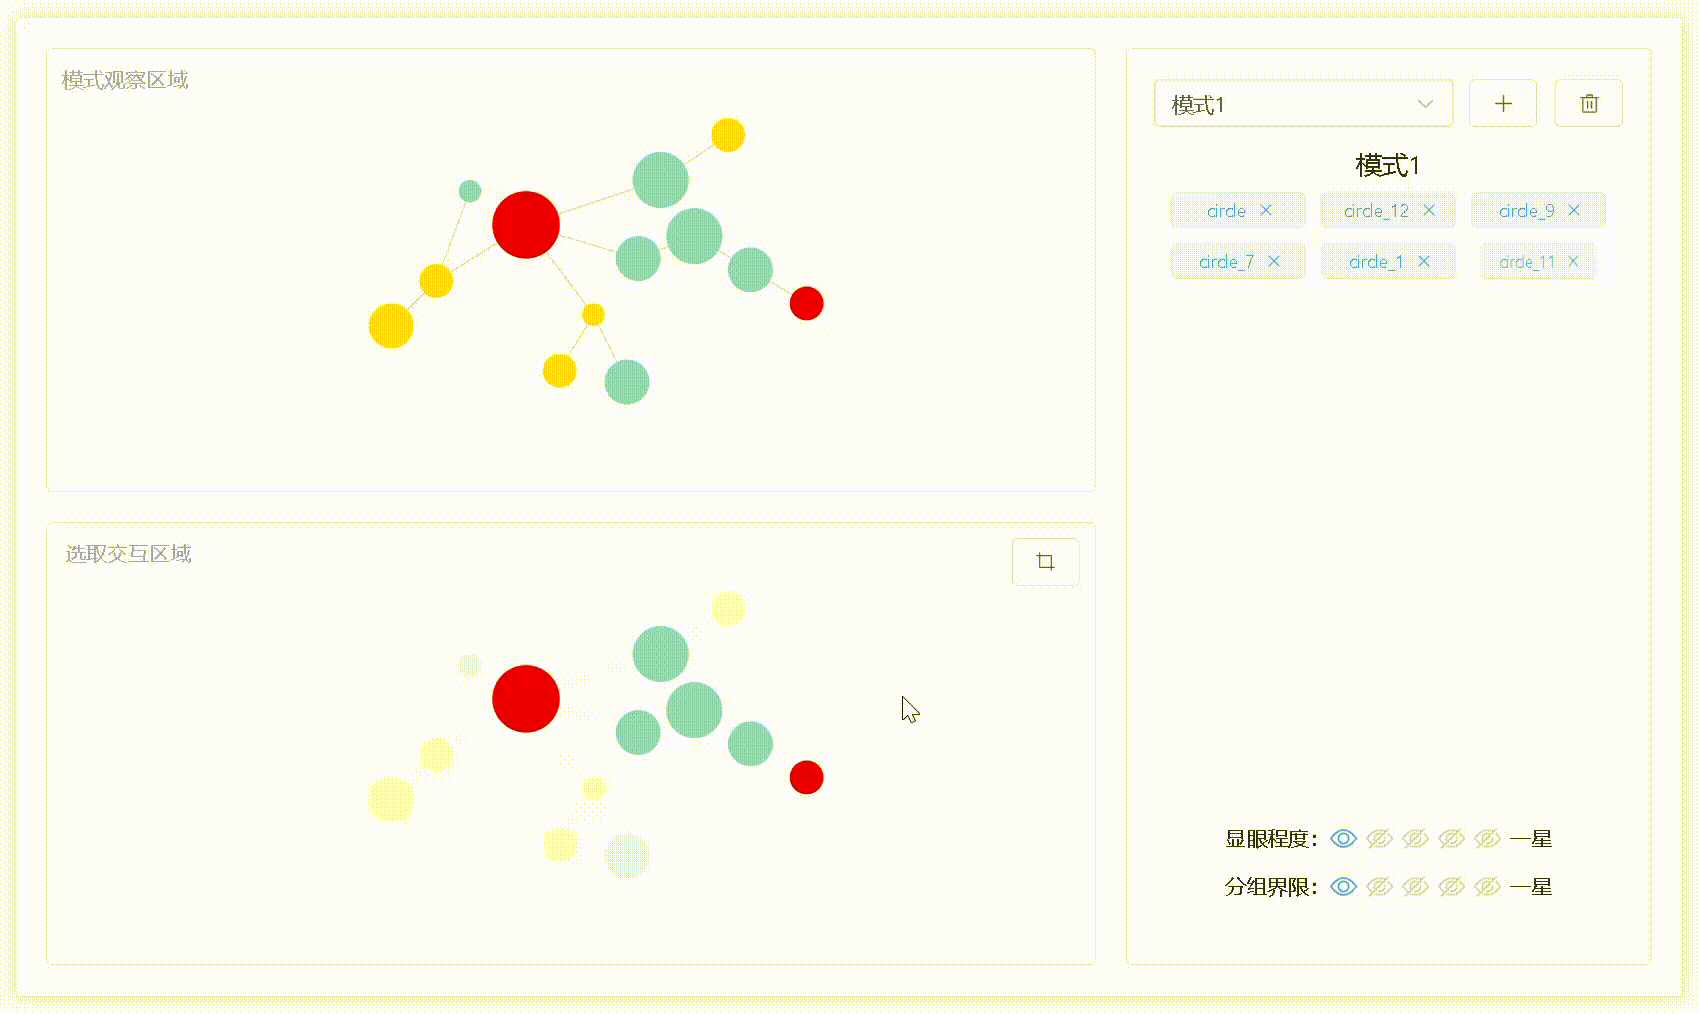 模式观察区域
选取交互区域
模式1
模式1
circle × circle_12 × circle_9 ×
circle_7 × circle_1 × circle_11 ×
显眼程度： 一星
分组界限： 一星